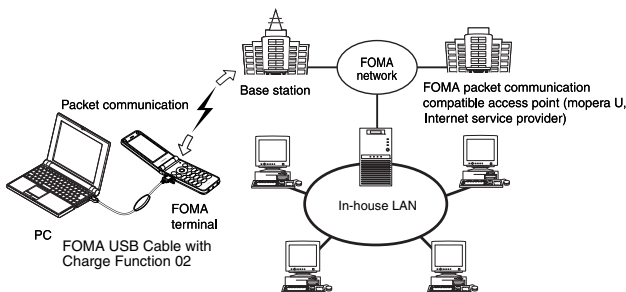 FOMA
network
Base station
FOMA packet communication
compatible access point (mopera U,
Internet service provider)
Packet communication
In-house LAN
FOMA
terminal
PC
FOMA USB Cable with
Charge Function 02